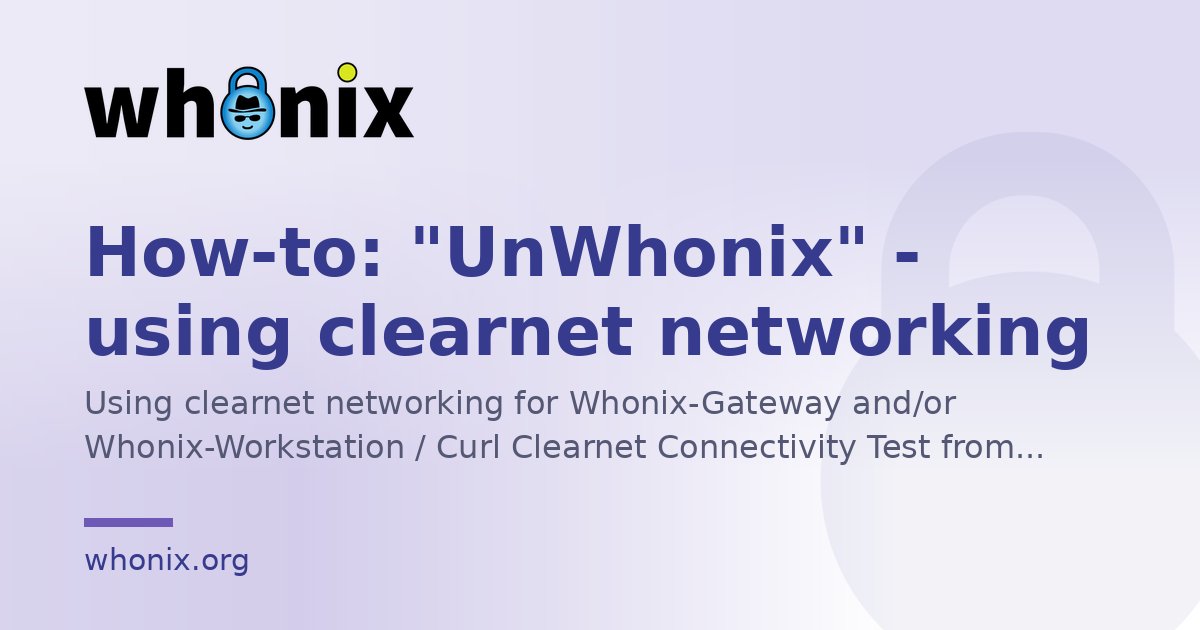 whonix
How-to: "UnWhonix" -
using clearnet networking
Using clearnet networking for Whonix-Gateway and/or
Whonix-Workstation / Curl Clearnet Connectivity Test from...
whonix.org